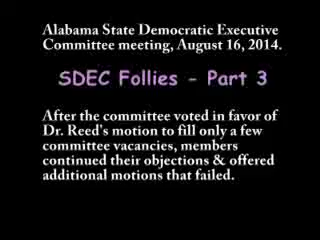 Alabama State Democratic Executive
Committee meeting, August 16, 2014.
SDEC Follies - Part 3
After the committee voted in favor of
Dr. Reed's motion to fill only a few
committee vacancies, members
continued their objections & offered
additional motions that failed.